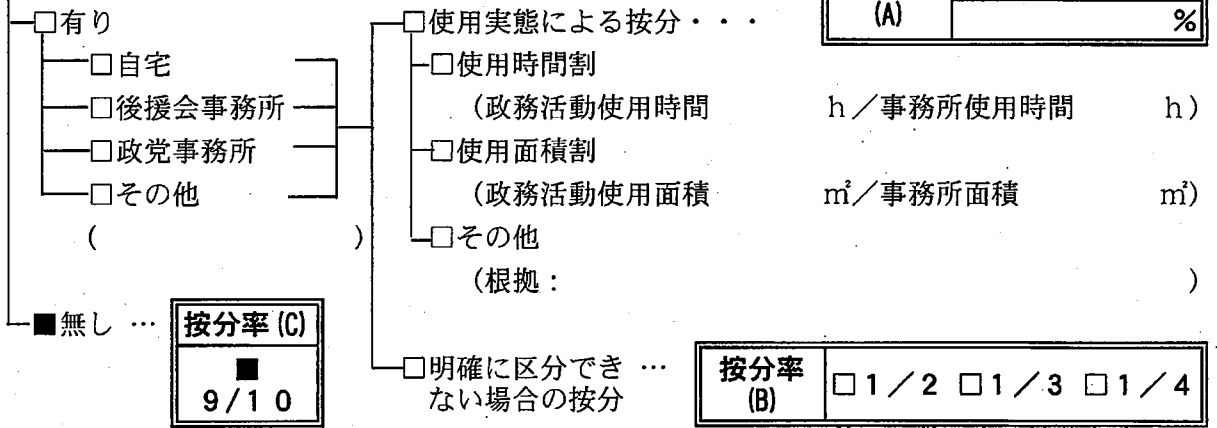 □有り
□自宅
□後援会事務所
□政党事務所
□その他
(　　　　　)
□使用実態による按分・・・
(A)　　％
□使用時間割
(政務活動使用時間　　ｈ／事務所使用時間　　ｈ)
□使用面積割
(政務活動使用面積　　㎡／事務所面積　　㎡)
□その他
(根拠：　　　　　)
■無し …
按分率(C)
■
9/10
□明確に区分でき …
ない場合の按分
按分率
(B)
□1／2 □1／3 □1／4